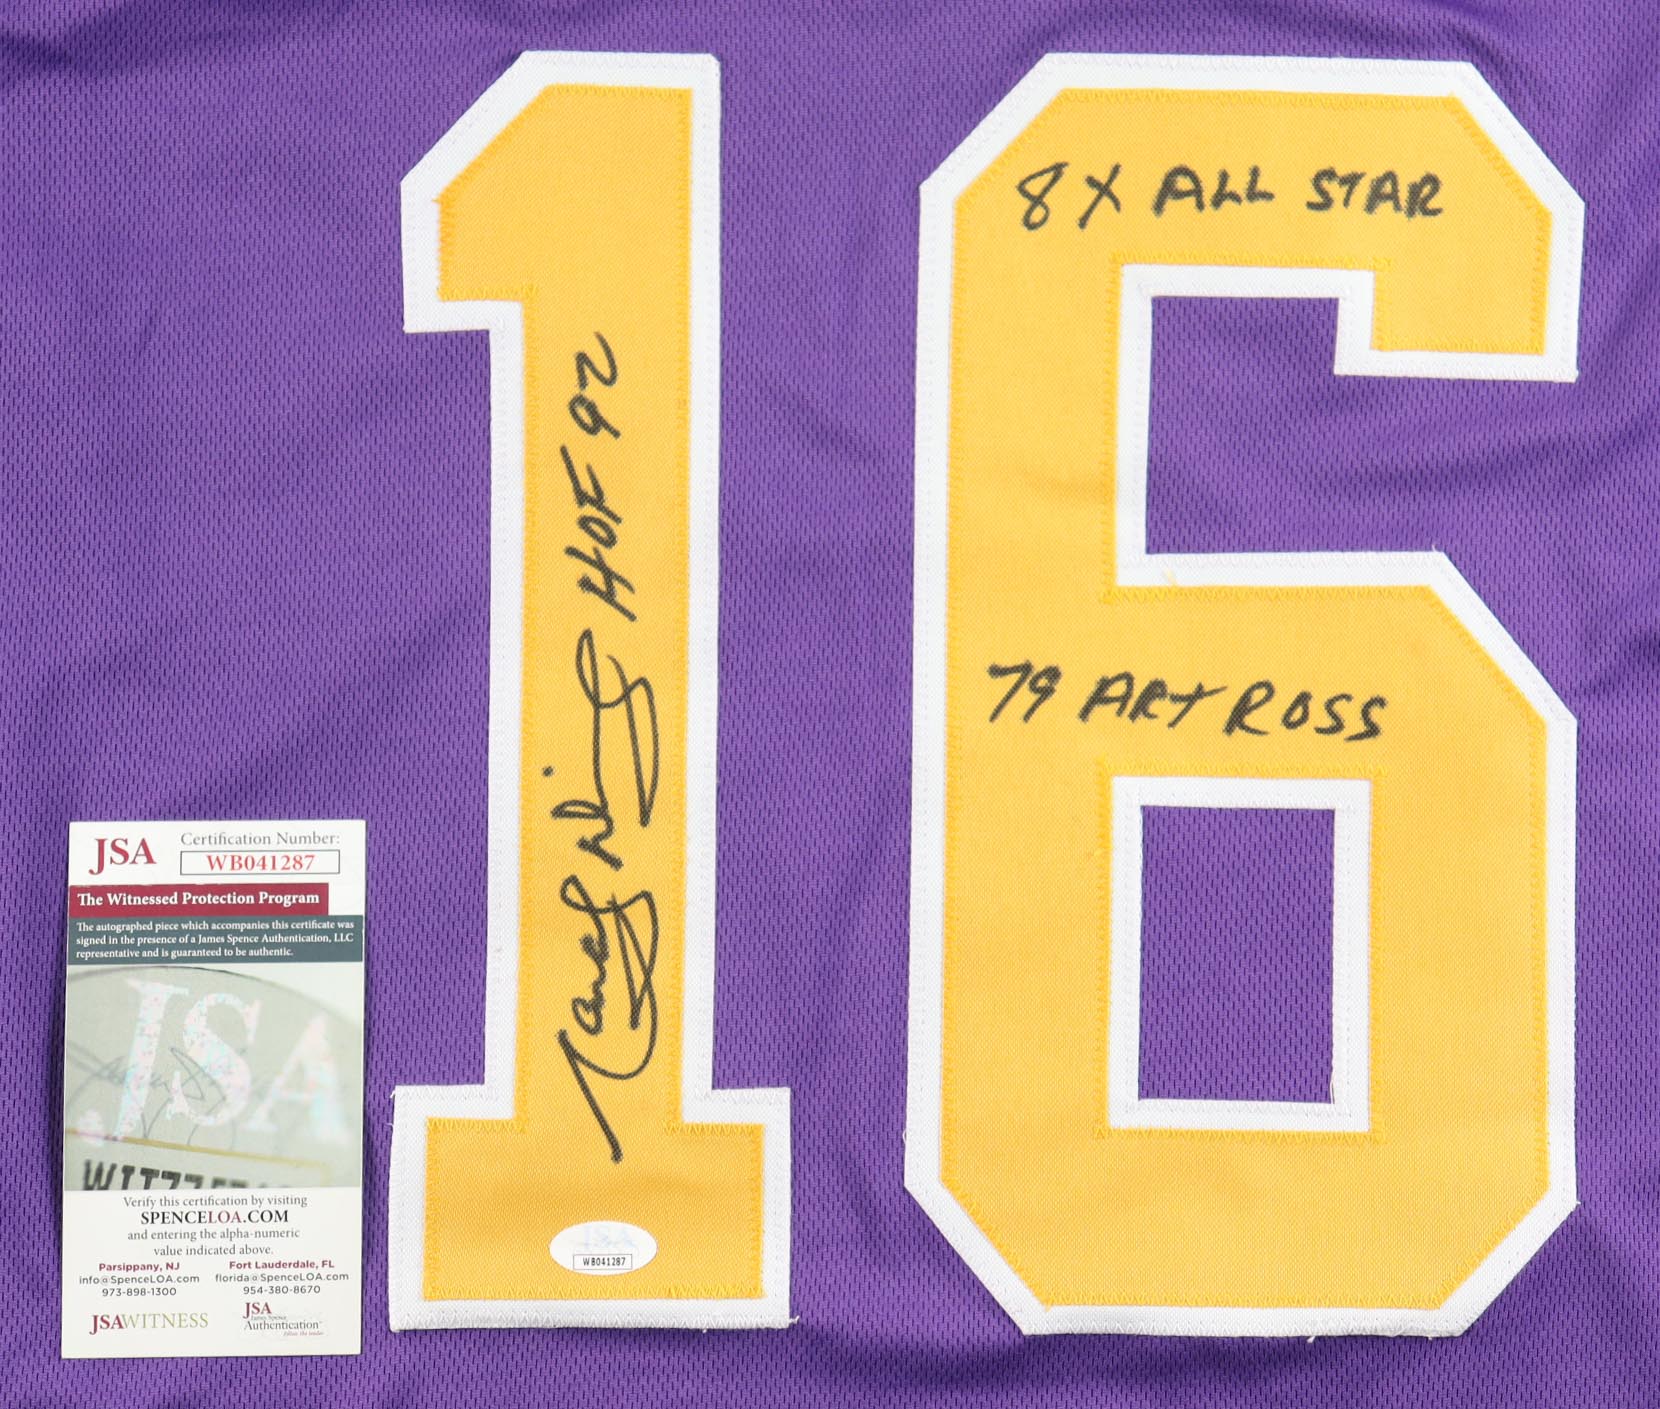 16
8 X ALL STAR
79 ART ROSS
HOF 92
JSA
Certification Number:
WB041287
The Witnessed Protection Program
The autographed piece which accompanies this certificate was
signed in the presence of a James Spence Authentication, LLC
representative and is guaranteed to be authentic.
JSA
Verify this certification by visiting
SPENCELOA.COM
and entering the alpha-numeric
value indicated above.
Parsippany, NJ
info@SpenceLOA.com
973-898-1300
Fort Lauderdale, FL
florida@SpenceLOA.com
954-380-8670
JSAWITNESS
JSA
James Spence
Authentication
JSA
WB041287